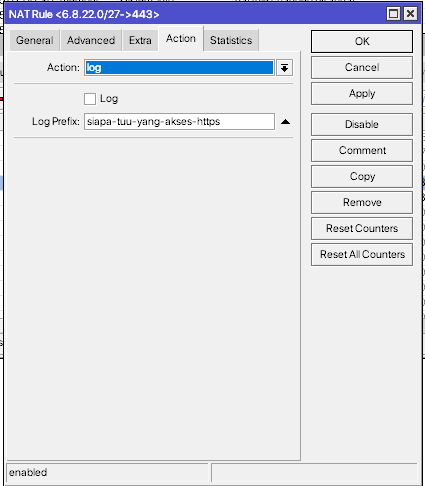 NAT Rule <6.8.22.0/27->443>
General Advanced Extra Action Statistics
Action: log
Log
Log Prefix: siapa-tuu-yang-akses-https
OK
Cancel
Apply
Disable
Comment
Copy
Remove
Reset Counters
Reset All Counters
enabled